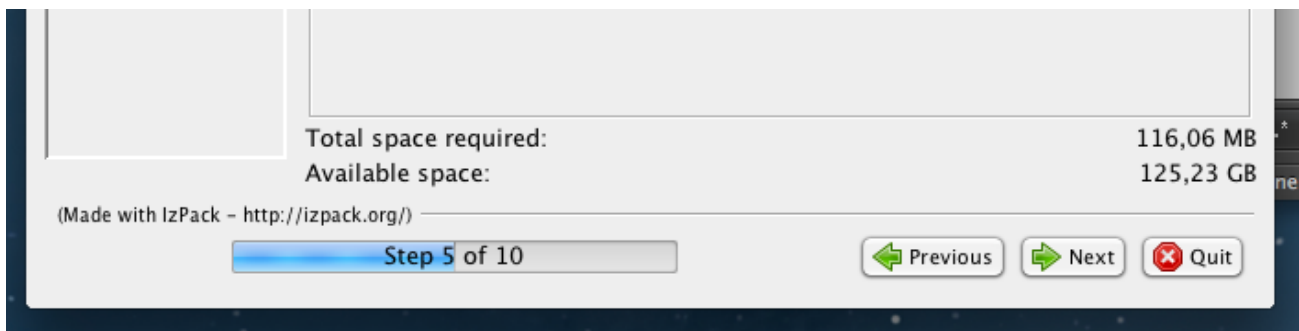 Total space required: 116,06 MB
Available space: 125,23 GB
(Made with IzPack – http://izpack.org/)
Step 5 of 10 Previous Next Quit